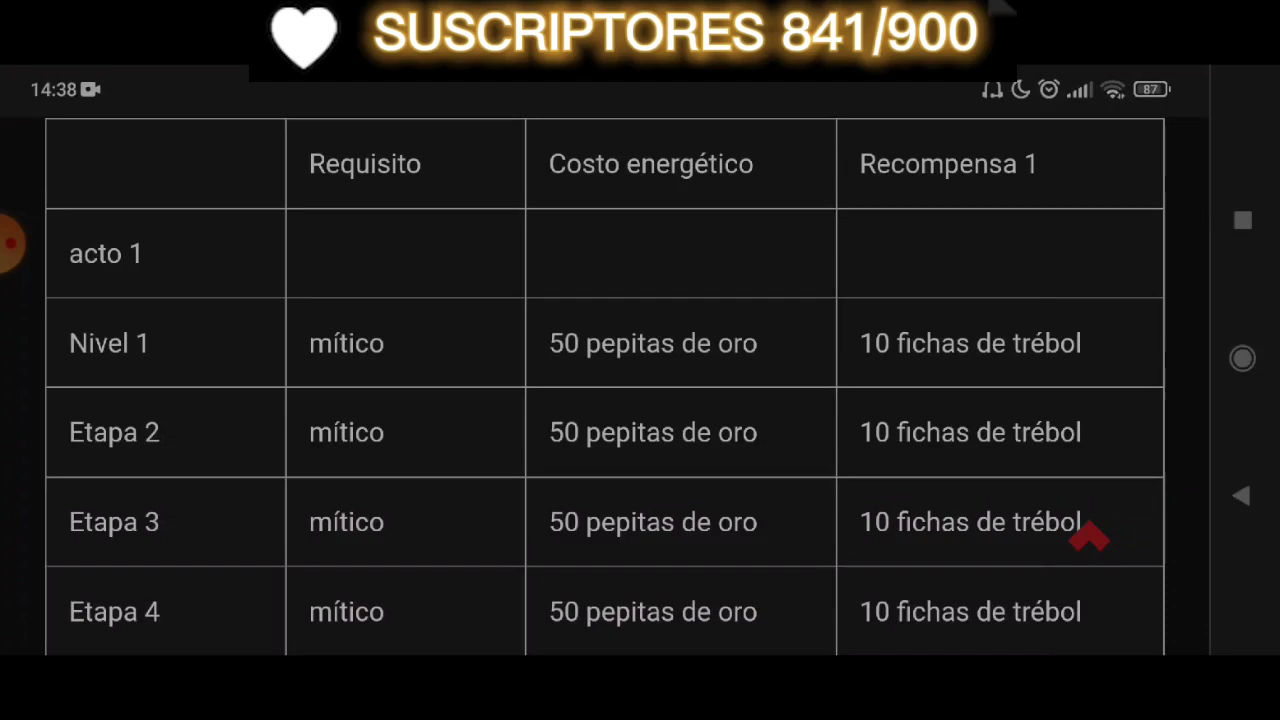 SUSCRIPTORES 841/900
14:38
87
Requisito Costo energético Recompensa 1
acto 1
Nivel 1 mítico 50 pepitas de oro 10 fichas de trébol
Etapa 2 mítico 50 pepitas de oro 10 fichas de trébol
Etapa 3 mítico 50 pepitas de oro 10 fichas de trébol
Etapa 4 mítico 50 pepitas de oro 10 fichas de trébol